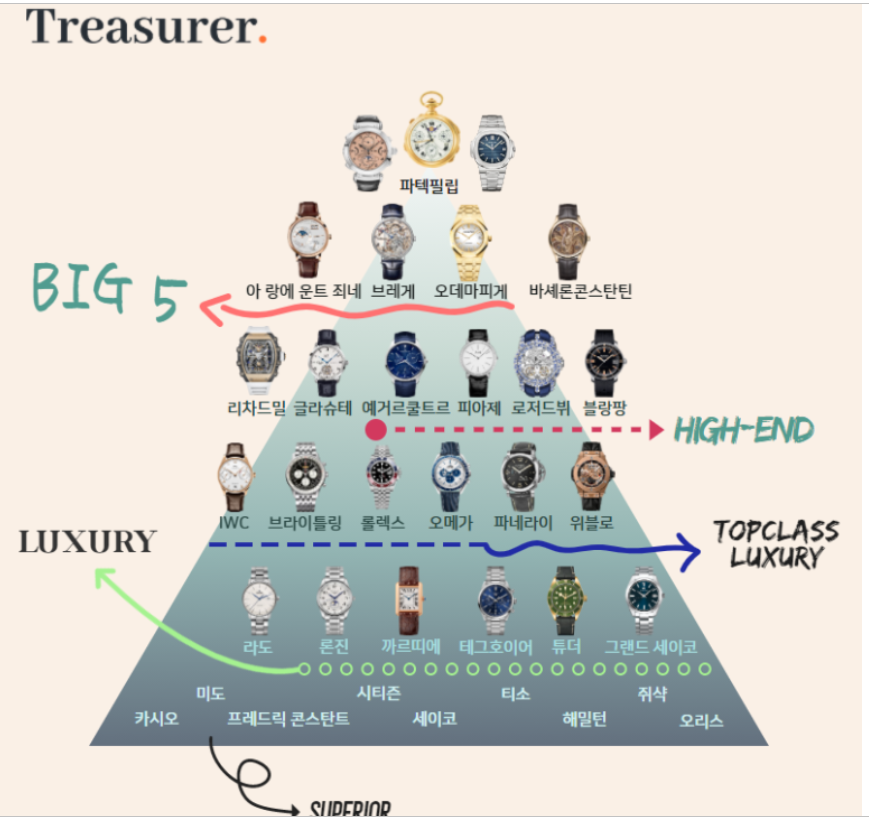 Treasurer.
파텍필립
BIG 5
아 랑에 운트 죄네 브레게 오데마피게 바셰론콘스탄틴
리차드밀 글라슈테 예거르쿨트르 피아제 로저드뷔 블랑팡
HIGH-END
IWC 브라이틀링 롤렉스 오메가 파네라이 위블로
LUXURY
TOPCLASS
LUXURY
라도 론진 까르띠에 테그호이어 튜더 그랜드 세이코
미도 시티즌 티소 쥐샥
카시오 프레드릭 콘스탄트 세이코 해밀턴 오리스
SUPERIOR